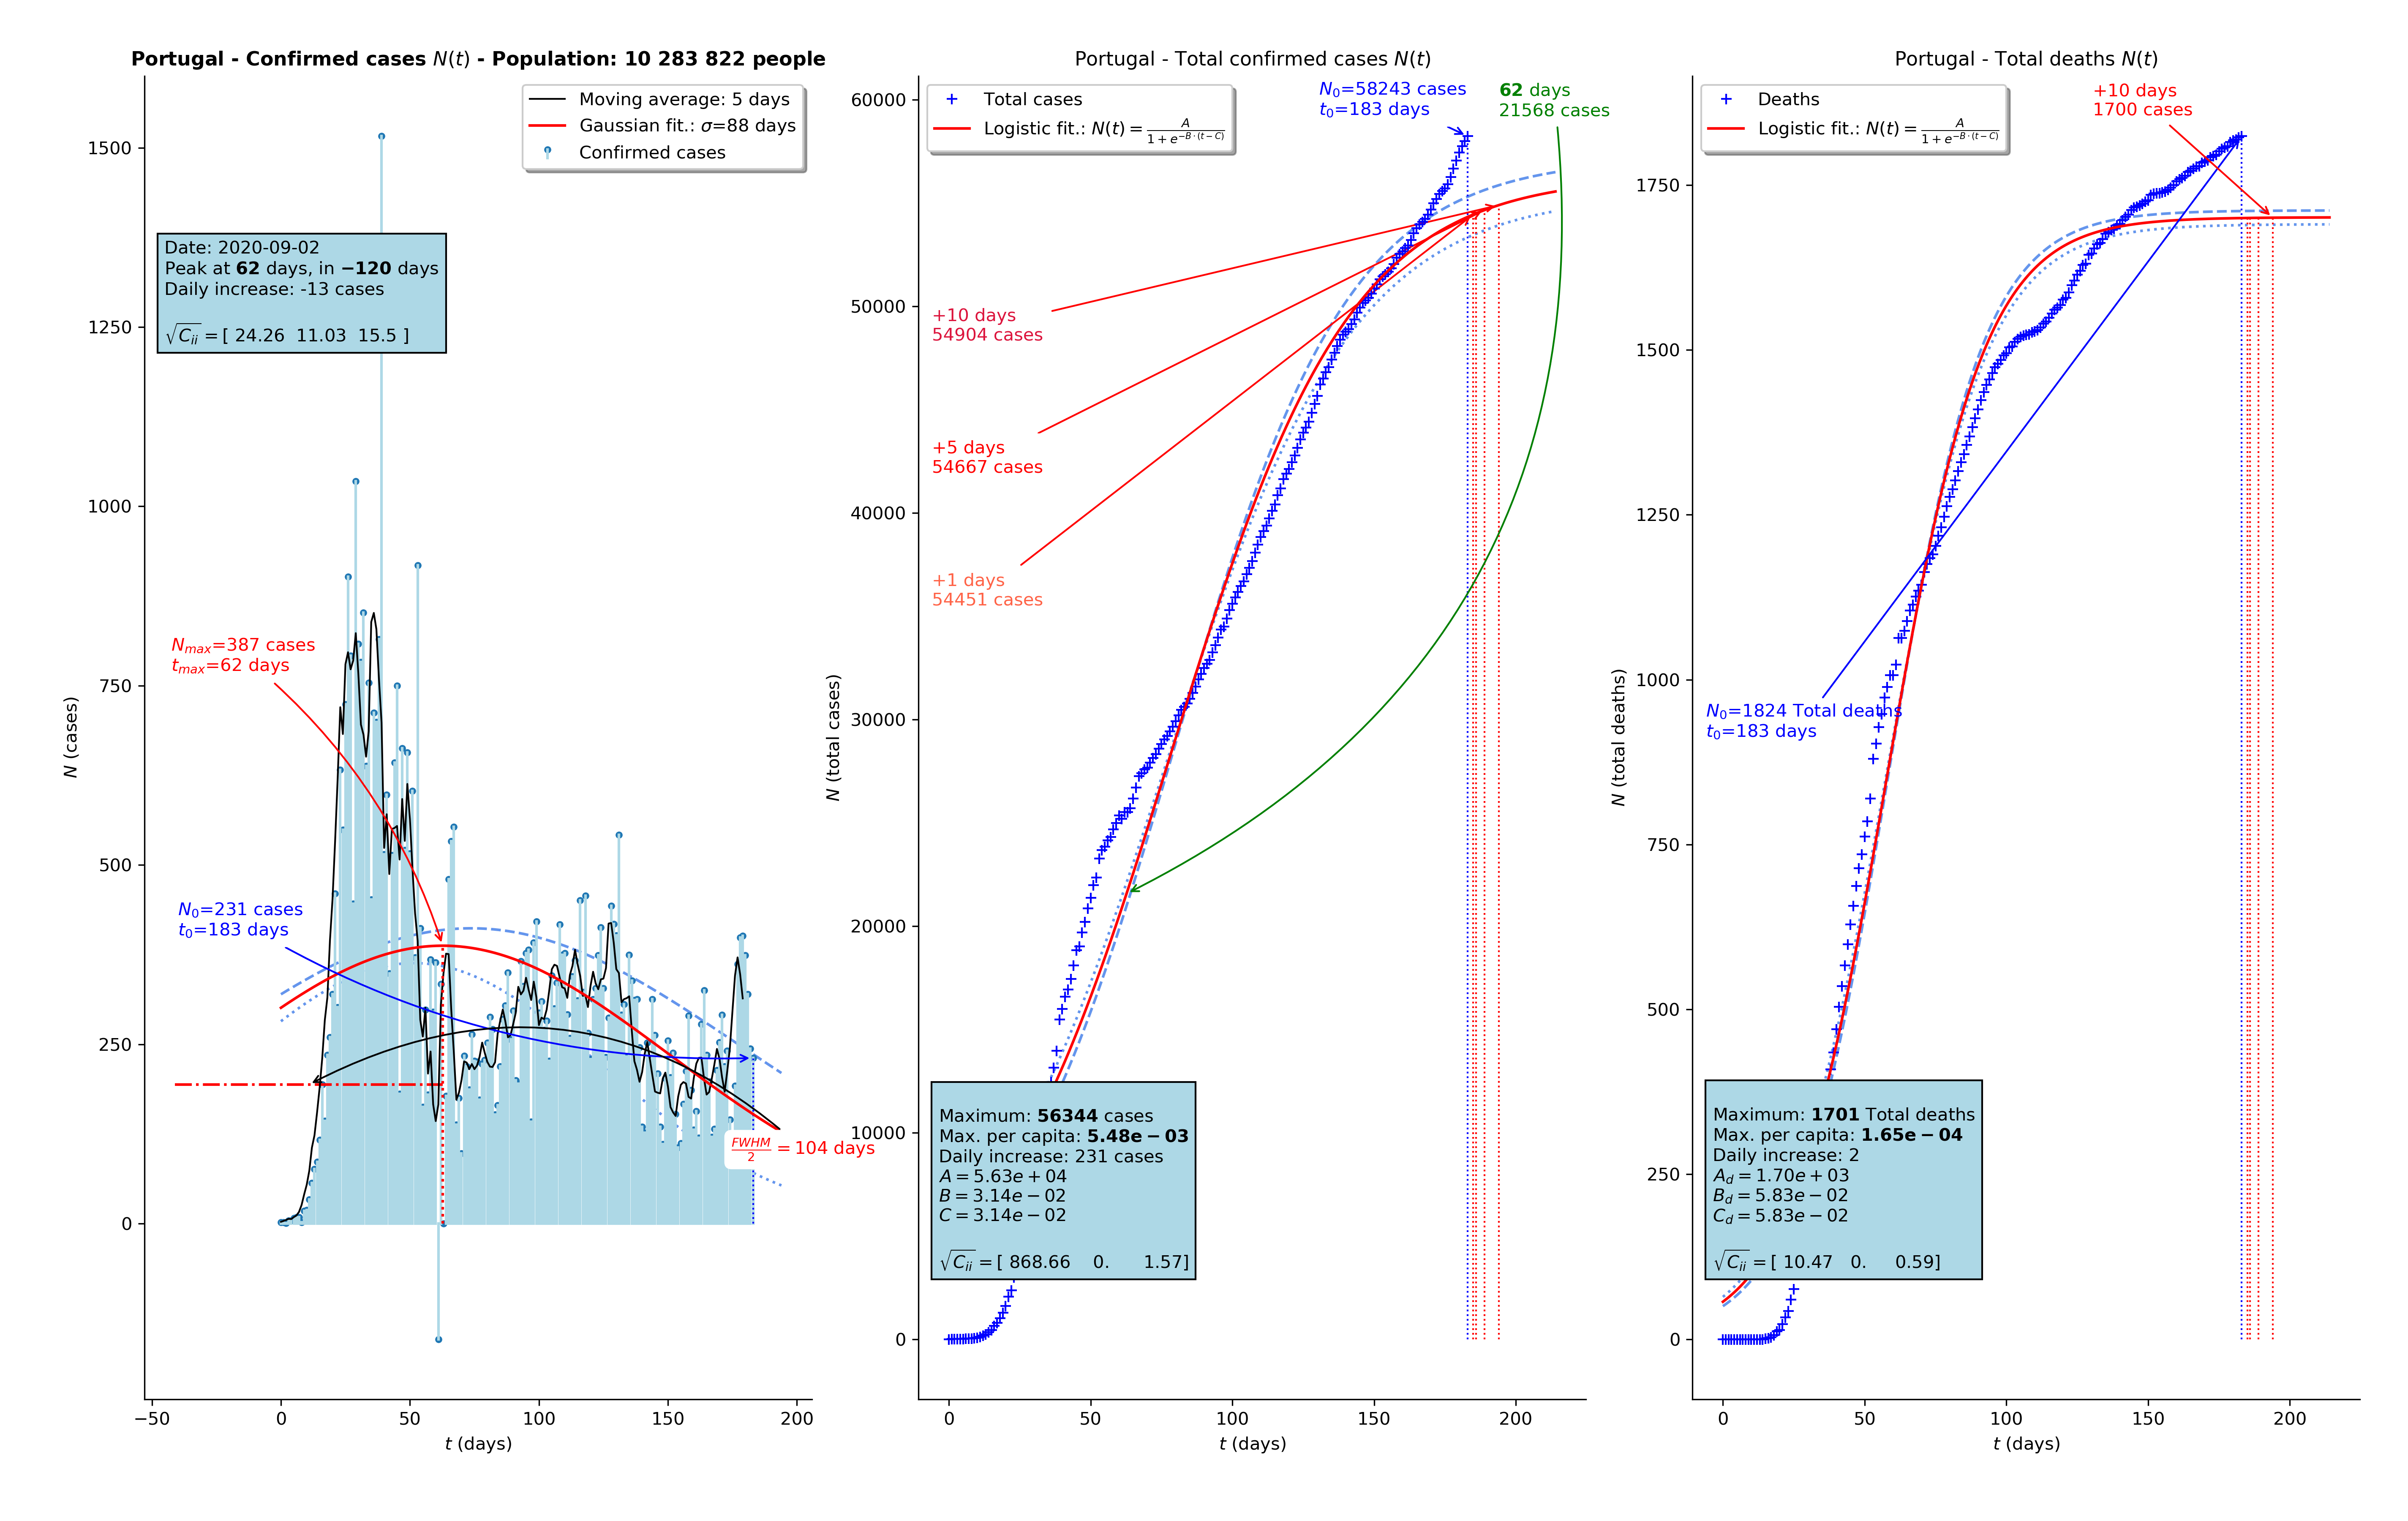 Portugal - Confirmed cases N(t) - Population: 10 283 822 people
Moving average: 5 days
Gaussian fit.: σ=88 days
Confirmed cases
Date: 2020-09-02
Peak at 62 days, in −120 days
Daily increase: -13 cases
√C_ii = [ 24.26 11.03 15.5 ]
N_max=387 cases
t_max=62 days
N_0=231 cases
t_0=183 days
FWHM/2 = 104 days
N (cases)
1500
1250
1000
750
500
250
0
−50 0 50 100 150 200
t (days)
Portugal - Total confirmed cases N(t)
Total cases
Logistic fit.: N(t) = A/(1 + e^{−B·(t−C)})
N_0=58243 cases
t_0=183 days
62 days
21568 cases
+10 days
54904 cases
+5 days
54667 cases
+1 days
54451 cases
Maximum: 56344 cases
Max. per capita: 5.48e − 03
Daily increase: 231 cases
A = 5.63e + 04
B = 3.14e − 02
C = 3.14e − 02
√C_ii = [ 868.66 0. 1.57]
N (total cases)
60000
50000
40000
30000
20000
10000
0
0 50 100 150 200
t (days)
Portugal - Total deaths N(t)
Deaths
Logistic fit.: N(t) = A/(1 + e^{−B·(t−C)})
+10 days
1700 cases
N_0=1824 Total deaths
t_0=183 days
Maximum: 1701 Total deaths
Max. per capita: 1.65e − 04
Daily increase: 2
A_d = 1.70e + 03
B_d = 5.83e − 02
C_d = 5.83e − 02
√C_ii = [ 10.47 0. 0.59]
N (total deaths)
1750
1500
1250
1000
750
500
250
0
0 50 100 150 200
t (days)